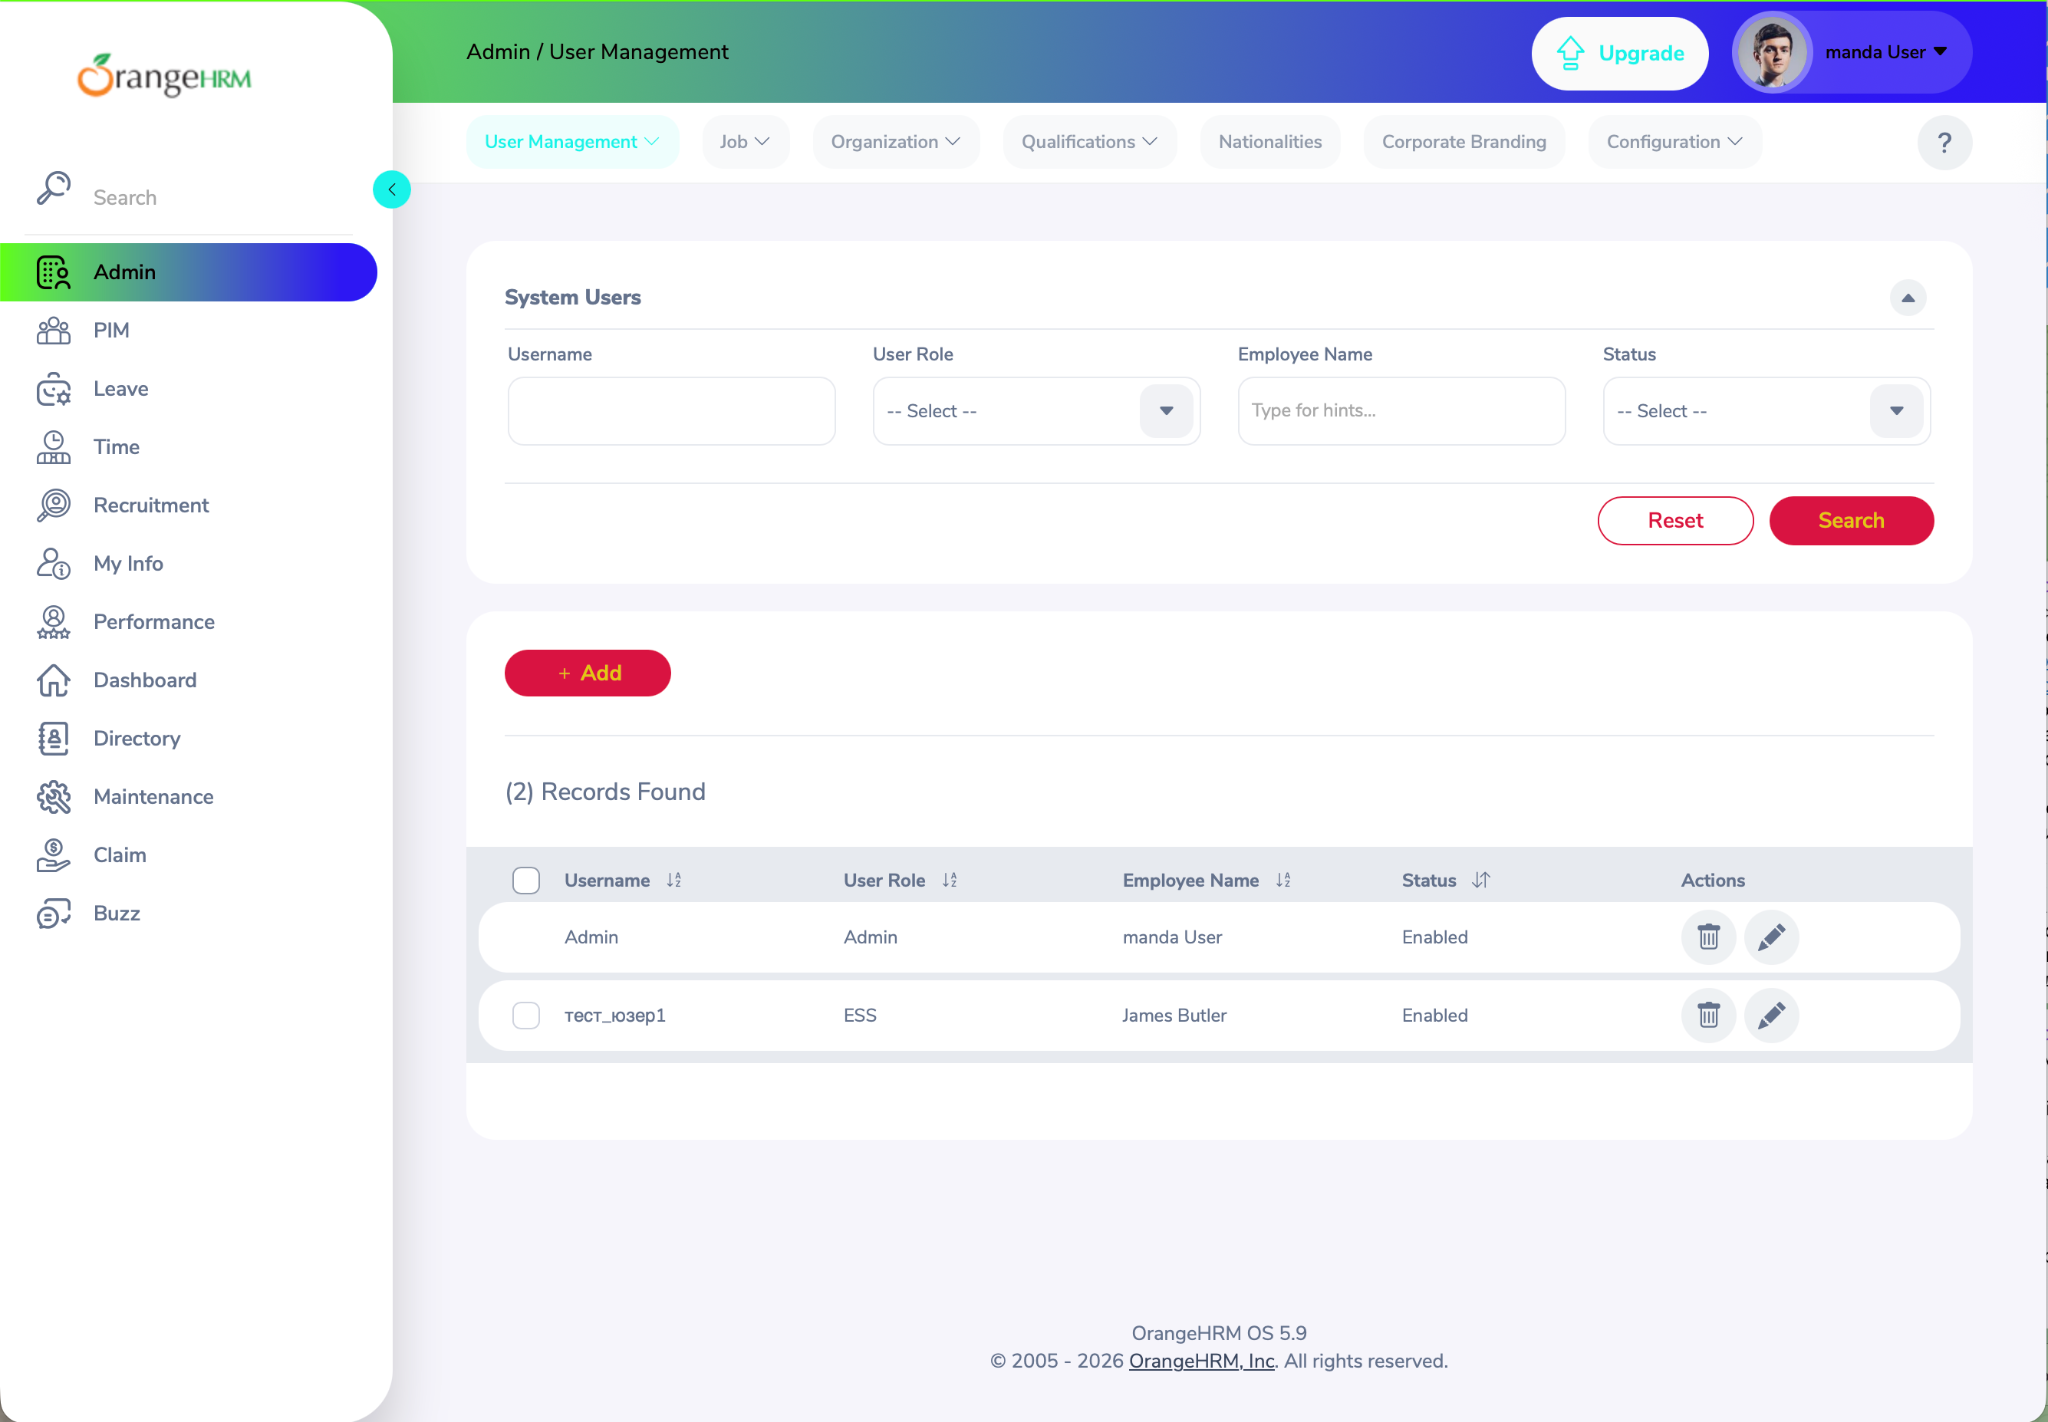 OrangeHRM
Admin / User Management
Upgrade
manda User
User Management
Job
Organization
Qualifications
Nationalities
Corporate Branding
Configuration
?
Search
Admin
PIM
Leave
Time
Recruitment
My Info
Performance
Dashboard
Directory
Maintenance
Claim
Buzz
System Users
Username
User Role
Employee Name
Status
-- Select --
Type for hints...
-- Select --
Reset
Search
+ Add
(2) Records Found
Username
User Role
Employee Name
Status
Actions
Admin
Admin
manda User
Enabled
тест_юзер1
ESS
James Butler
Enabled
OrangeHRM OS 5.9
© 2005 - 2026 OrangeHRM, Inc. All rights reserved.